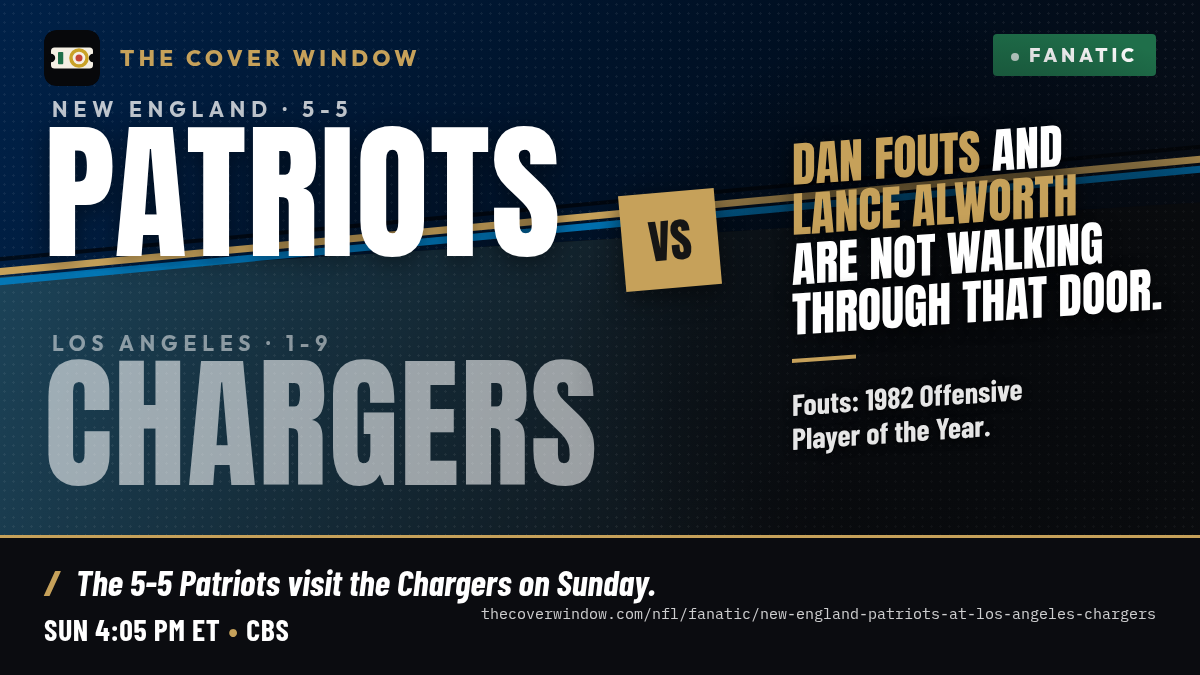 THE COVER WINDOW
FANATIC
NEW ENGLAND · 5-5
PATRIOTS
VS
LOS ANGELES · 1-9
CHARGERS
DAN FOUTS AND
LANCE ALWORTH
ARE NOT WALKING
THROUGH THAT DOOR.
Fouts: 1982 Offensive
Player of the Year.
/ The 5-5 Patriots visit the Chargers on Sunday.
SUN 4:05 PM ET • CBS
thecoverwindow.com/nfl/fanatic/new-england-patriots-at-los-angeles-chargers